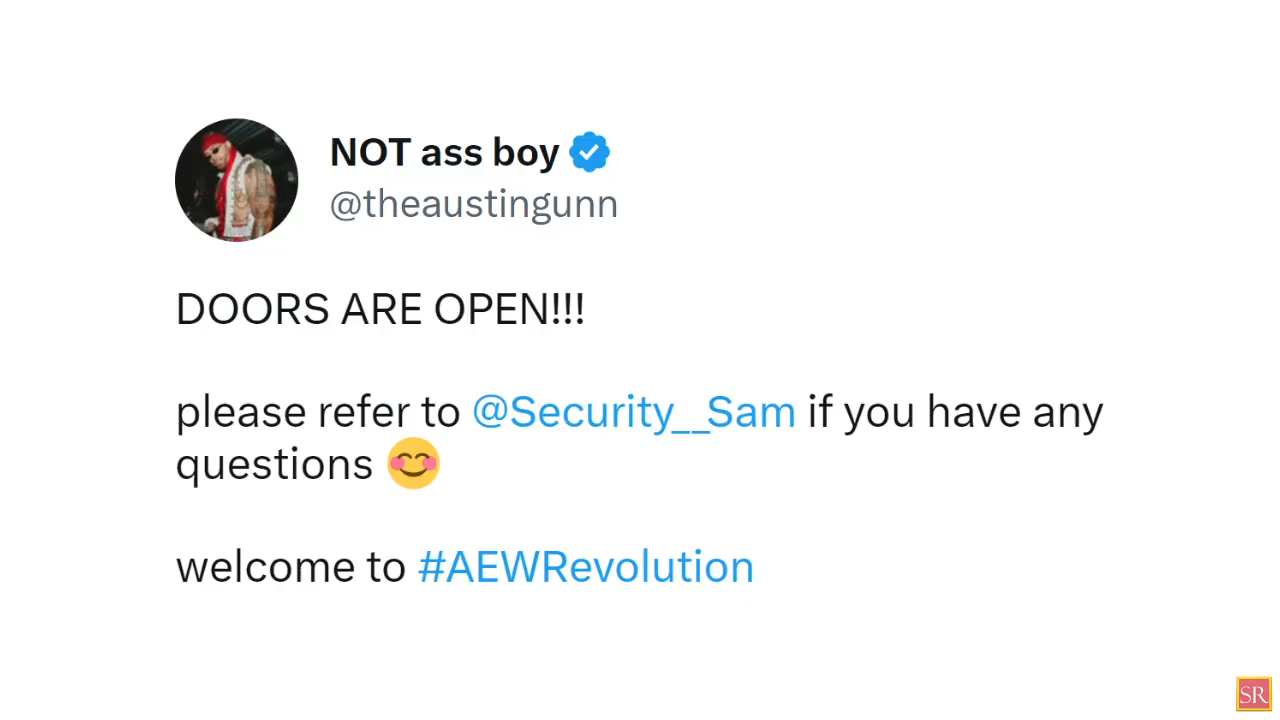 NOT ass boy
@theaustingunn
DOORS ARE OPEN!!!
please refer to @Security__Sam if you have any
questions 😊
welcome to #AEWRevolution
SR